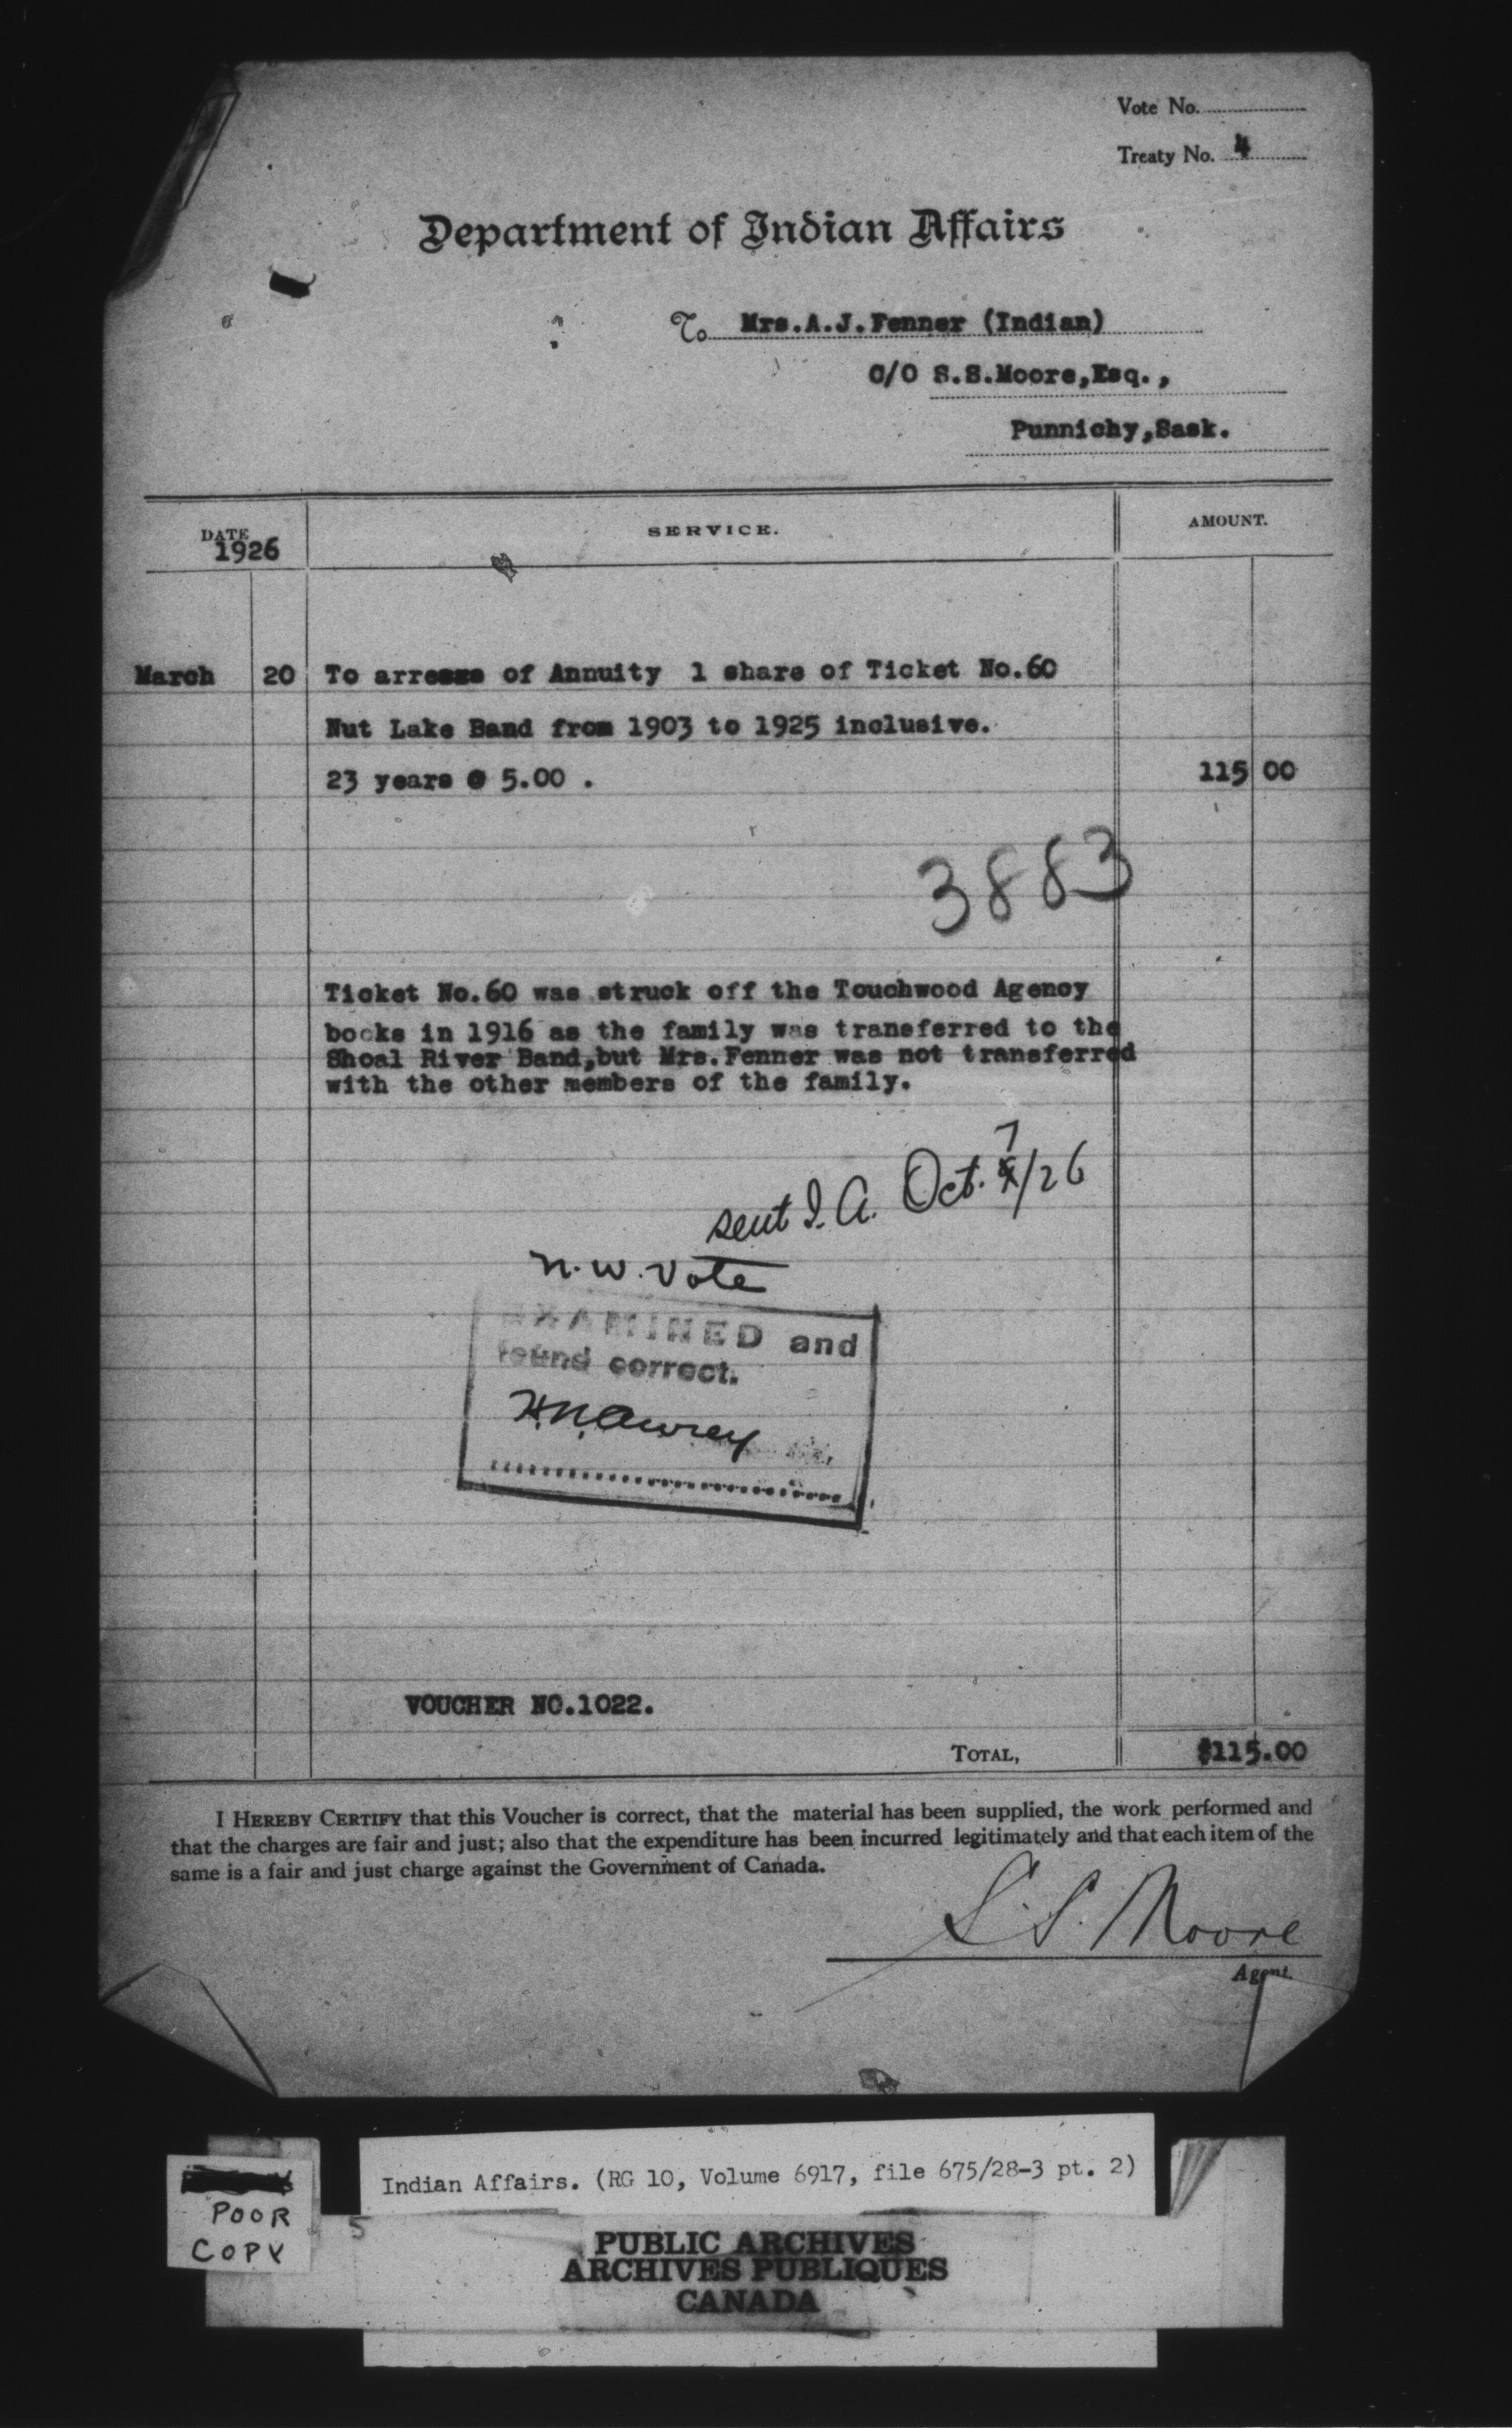 Vote No.
Treaty No. 4
Department of Indian Affairs
To Mrs.A.J.Fenner (Indian)
C/O S.S.Moore,Esq.,
Punnichy,Sask.
DATE SERVICE. AMOUNT.
1926
March 20 To arreaes of Annuity 1 share of Ticket No.60
Nut Lake Band from 1903 to 1925 inclusive.
23 years @ 5.00 . 115 00
3883
Ticket No.60 was struck off the Touchwood Agency
books in 1916 as the family was transferred to the
Shoal River Band,but Mrs.Fenner was not transferred
with the other members of the family.
sent I.A. Oct. 7/26
N.W. Vote
EXAMINED and
found correct.
H.N. Awrey
VOUCHER NO.1022.
TOTAL, $115.00
I HEREBY CERTIFY that this Voucher is correct, that the material has been supplied, the work performed and
that the charges are fair and just; also that the expenditure has been incurred legitimately and that each item of the
same is a fair and just charge against the Government of Canada.
S.S. Moore
Agent.
Indian Affairs. (RG 10, Volume 6917, file 675/28-3 pt. 2)
POOR
COPY
5
PUBLIC ARCHIVES
ARCHIVES PUBLIQUES
CANADA